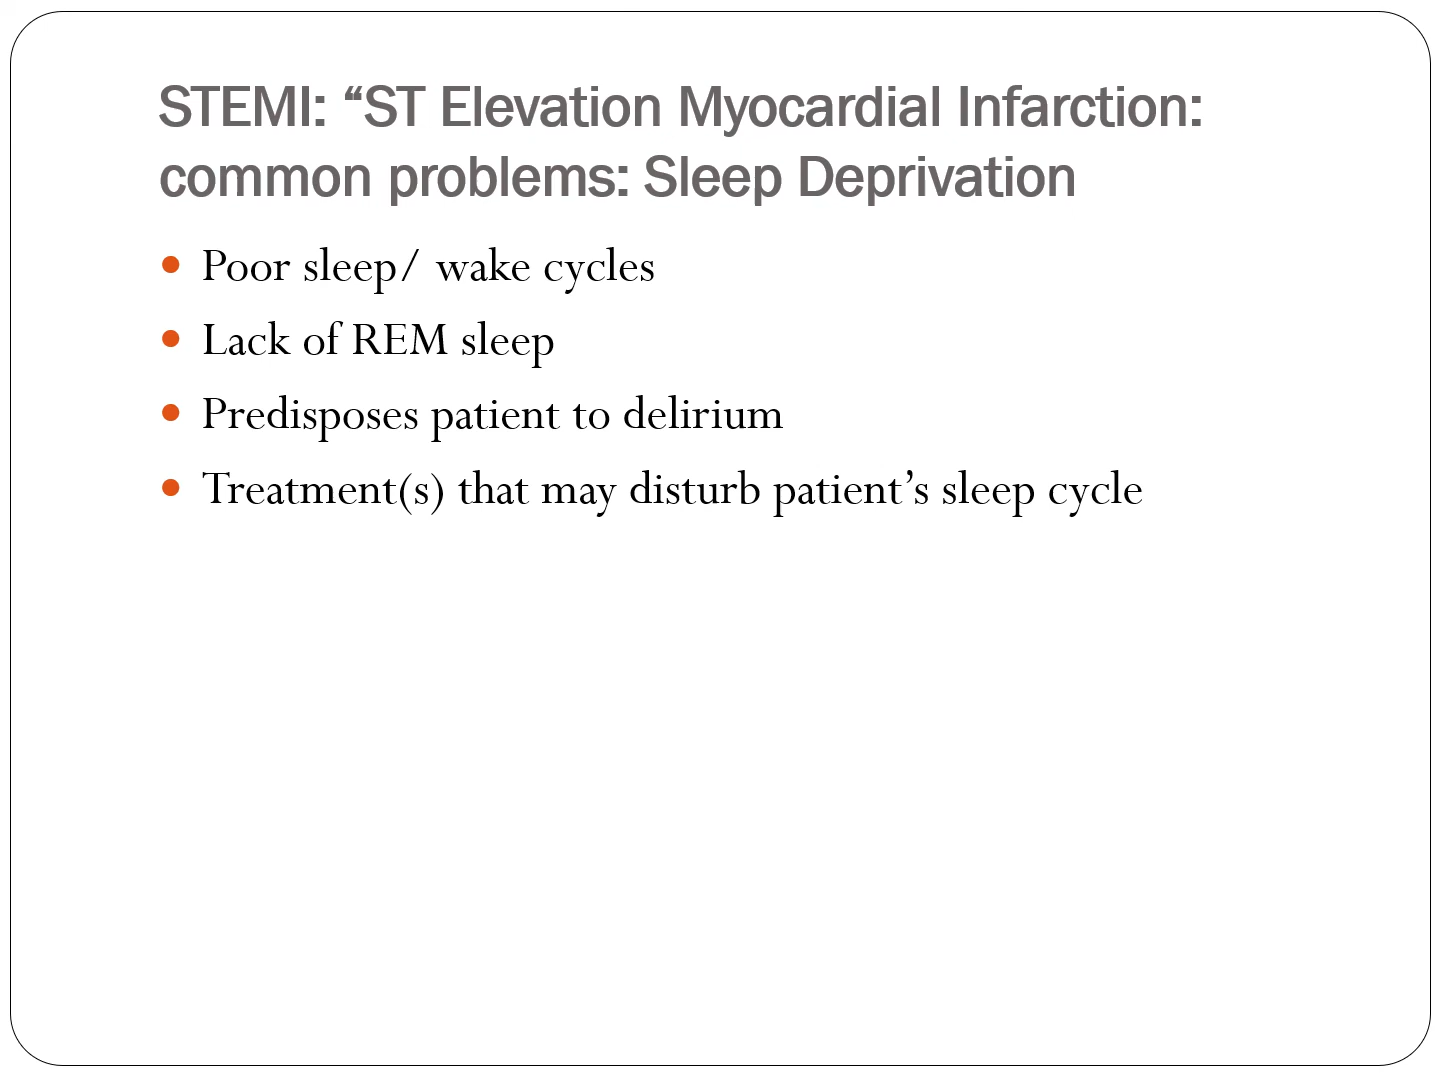 STEMI: “ST Elevation Myocardial Infarction:
common problems: Sleep Deprivation
• Poor sleep/ wake cycles
• Lack of REM sleep
• Predisposes patient to delirium
• Treatment(s) that may disturb patient’s sleep cycle